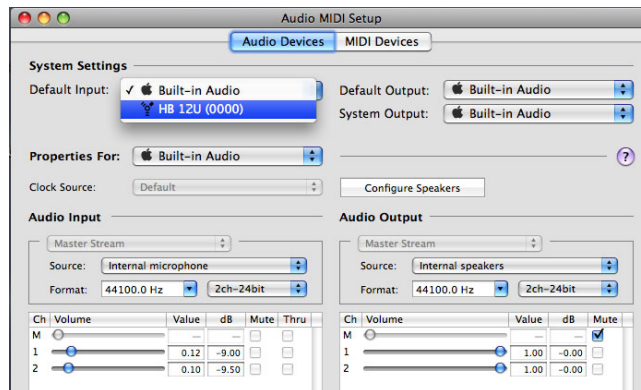 Audio MIDI Setup
Audio Devices MIDI Devices
System Settings
Default Input: ✓ Built-in Audio
HB 12U (0000)
Default Output: Built-in Audio
System Output: Built-in Audio
Properties For: Built-in Audio ?
Clock Source: Default
Configure Speakers
Audio Input
Master Stream
Source: Internal microphone
Format: 44100.0 Hz 2ch-24bit
Ch Volume Value dB Mute Thru
M — —
1 0.12 -9.00
2 0.10 -9.50
Audio Output
Master Stream
Source: Internal speakers
Format: 44100.0 Hz 2ch-24bit
Ch Volume Value dB Mute
M — —
1 1.00 -0.00
2 1.00 -0.00